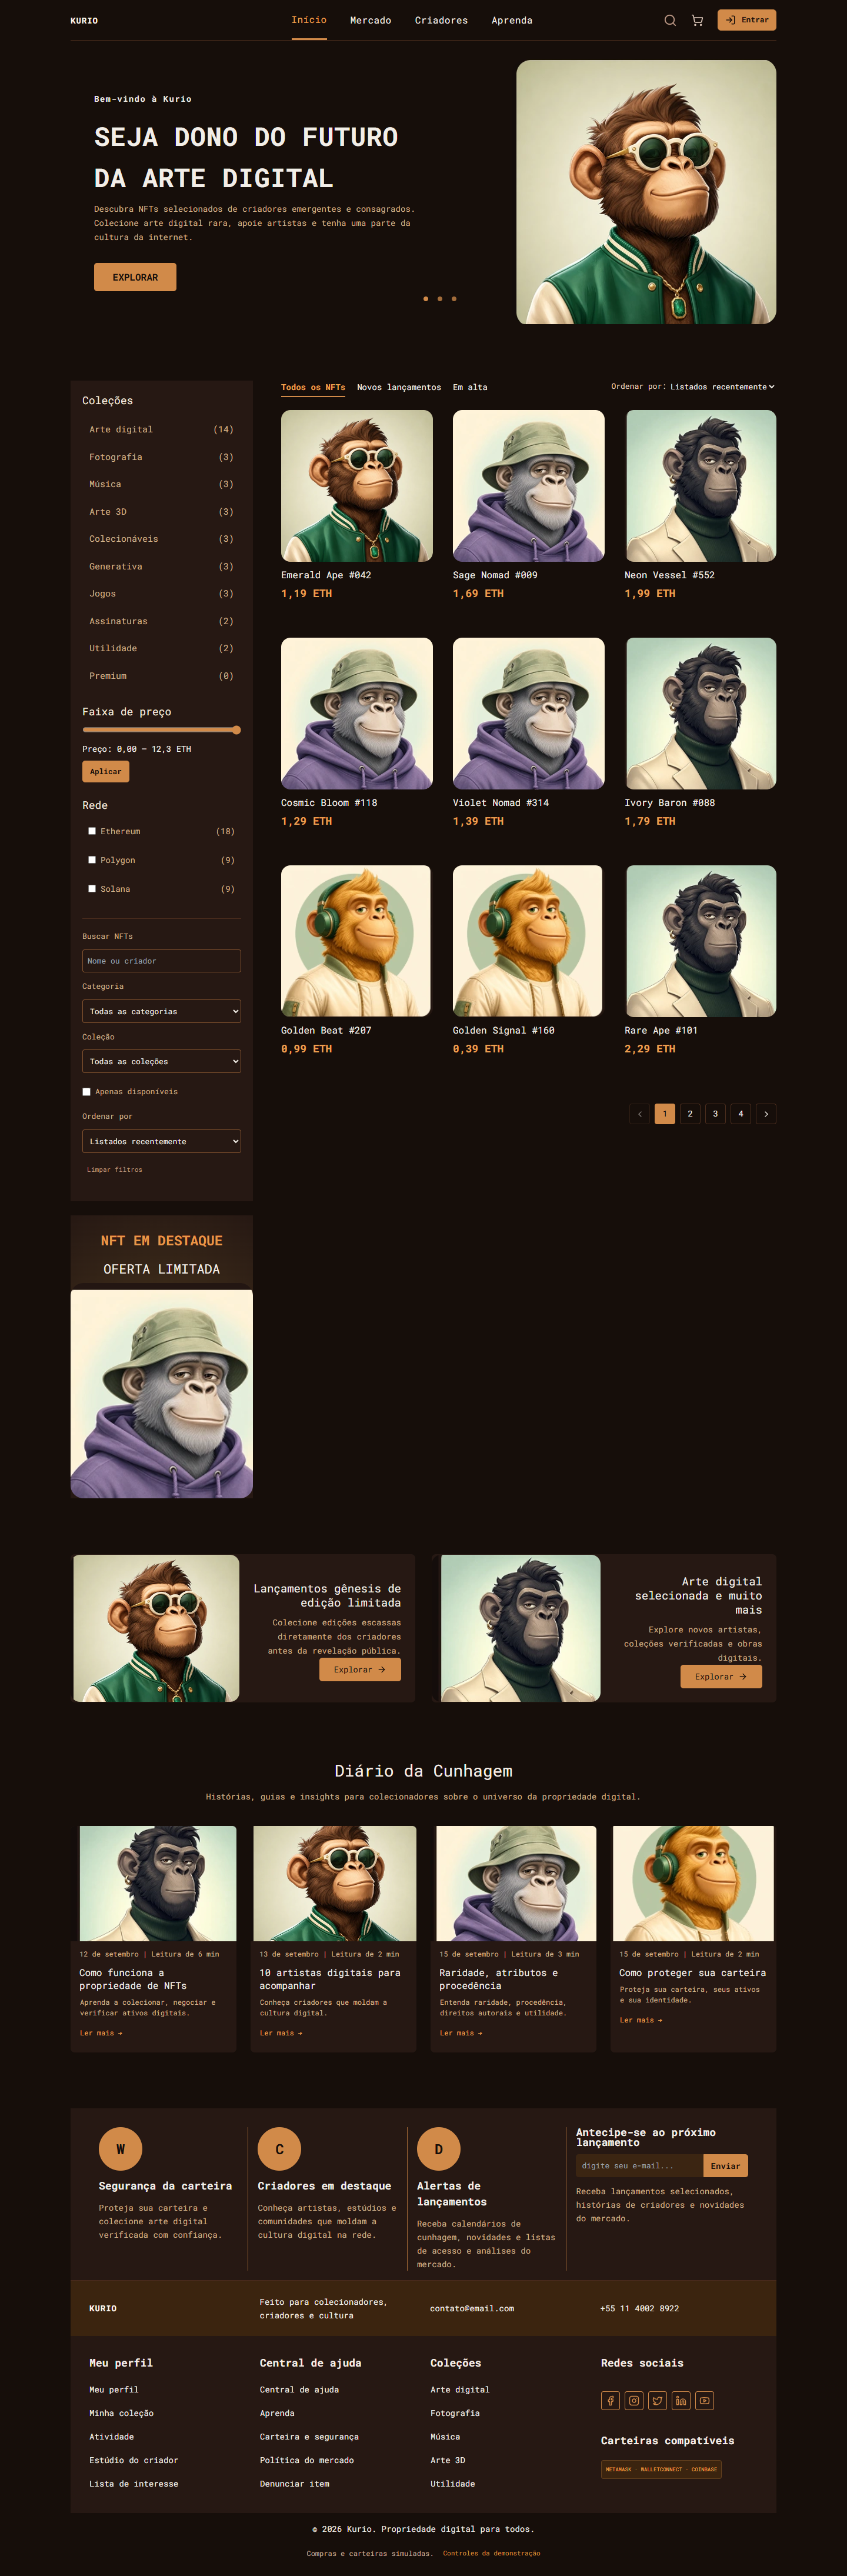 KURIO
Início
Mercado
Criadores
Aprenda
Entrar
Bem-vindo à Kurio
SEJA DONO DO FUTURO
DA ARTE DIGITAL
Descubra NFTs selecionados de criadores emergentes e consagrados.
Colecione arte digital rara, apoie artistas e tenha uma parte da
cultura da internet.
EXPLORAR
Coleções
Arte digital (14)
Fotografia (3)
Música (3)
Arte 3D (3)
Colecionáveis (3)
Generativa (3)
Jogos (3)
Assinaturas (2)
Utilidade (2)
Premium (0)
Faixa de preço
Preço: 0,00 — 12,3 ETH
Aplicar
Rede
Ethereum (18)
Polygon (9)
Solana (9)
Buscar NFTs
Nome ou criador
Categoria
Todas as categorias
Coleção
Todas as coleções
Apenas disponíveis
Ordenar por
Listados recentemente
Limpar filtros
NFT EM DESTAQUE
OFERTA LIMITADA
Todos os NFTs
Novos lançamentos
Em alta
Ordenar por: Listados recentemente
Emerald Ape #042
1,19 ETH
Sage Nomad #009
1,69 ETH
Neon Vessel #552
1,99 ETH
Cosmic Bloom #118
1,29 ETH
Violet Nomad #314
1,39 ETH
Ivory Baron #088
1,79 ETH
Golden Beat #207
0,99 ETH
Golden Signal #160
0,39 ETH
Rare Ape #101
2,29 ETH
1 2 3 4
Lançamentos gênesis de
edição limitada
Colecione edições escassas
diretamente dos criadores
antes da revelação pública.
Explorar →
Arte digital
selecionada e muito
mais
Explore novos artistas,
coleções verificadas e obras
digitais.
Explorar →
Diário da Cunhagem
Histórias, guias e insights para colecionadores sobre o universo da propriedade digital.
12 de setembro | Leitura de 6 min
Como funciona a
propriedade de NFTs
Aprenda a colecionar, negociar e
verificar ativos digitais.
Ler mais →
13 de setembro | Leitura de 2 min
10 artistas digitais para
acompanhar
Conheça criadores que moldam a
cultura digital.
Ler mais →
15 de setembro | Leitura de 3 min
Raridade, atributos e
procedência
Entenda raridade, procedência,
direitos autorais e utilidade.
Ler mais →
15 de setembro | Leitura de 2 min
Como proteger sua carteira
Proteja sua carteira, seus ativos
e sua identidade.
Ler mais →
W
Segurança da carteira
Proteja sua carteira e
colecione arte digital
verificada com confiança.
C
Criadores em destaque
Conheça artistas, estúdios e
comunidades que moldam a
cultura digital na rede.
D
Alertas de
lançamentos
Receba calendários de
cunhagem, novidades e listas
de acesso e análises do
mercado.
Antecipe-se ao próximo
lançamento
digite seu e-mail...
Enviar
Receba lançamentos selecionados,
histórias de criadores e novidades
do mercado.
KURIO
Feito para colecionadores,
criadores e cultura
contato@email.com
+55 11 4002 8922
Meu perfil
Meu perfil
Minha coleção
Atividade
Estúdio do criador
Lista de interesse
Central de ajuda
Central de ajuda
Aprenda
Carteira e segurança
Política do mercado
Denunciar item
Coleções
Arte digital
Fotografia
Música
Arte 3D
Utilidade
Redes sociais
Carteiras compatíveis
METAMASK · WALLETCONNECT · COINBASE
© 2026 Kurio. Propriedade digital para todos.
Compras e carteiras simuladas. Controles da demonstração